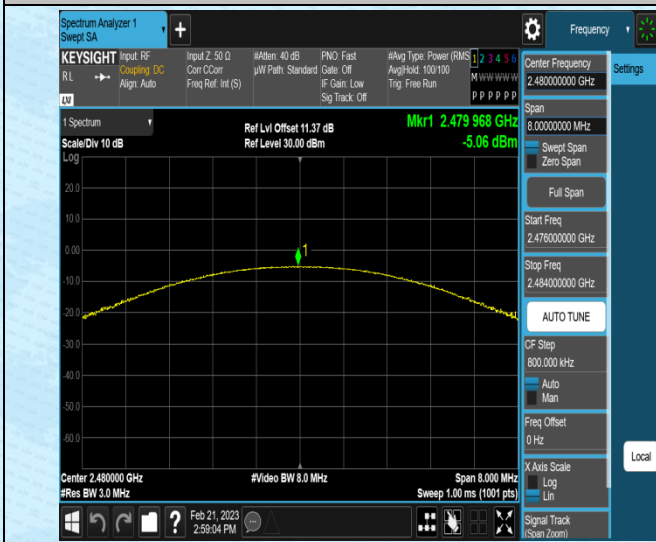 Spectrum Analyzer 1
Swept SA
+
Frequency
KEYSIGHT
RL
LXI
Input: RF
Coupling: DC
Align: Auto
Input Z: 50 Ω
Corr CCorr
Freq Ref: Int (S)
#Atten: 40 dB
µW Path: Standard
PNO: Fast
Gate: Off
IF Gain: Low
Sig Track: Off
#Avg Type: Power (RMS
Avg|Hold: 100/100
Trig: Free Run
1 2 3 4 5 6
M W W W W W
P P P P P P
1 Spectrum
Scale/Div 10 dB
Log
Ref Lvl Offset 11.37 dB
Ref Level 30.00 dBm
Mkr1 2.479 968 GHz
-5.06 dBm
20.0
10.0
0.00
-10.0
-20.0
-30.0
-40.0
-50.0
-60.0
1
Center 2.480000 GHz
#Res BW 3.0 MHz
#Video BW 8.0 MHz
Span 8.000 MHz
Sweep 1.00 ms (1001 pts)
Feb 21, 2023
2:59:04 PM
Center Frequency
2.480000000 GHz
Settings
Span
8.00000000 MHz
Swept Span
Zero Span
Full Span
Start Freq
2.476000000 GHz
Stop Freq
2.484000000 GHz
AUTO TUNE
CF Step
800.000 kHz
Auto
Man
Freq Offset
0 Hz
X Axis Scale
Log
Lin
Local
Signal Track
(Span Zoom)